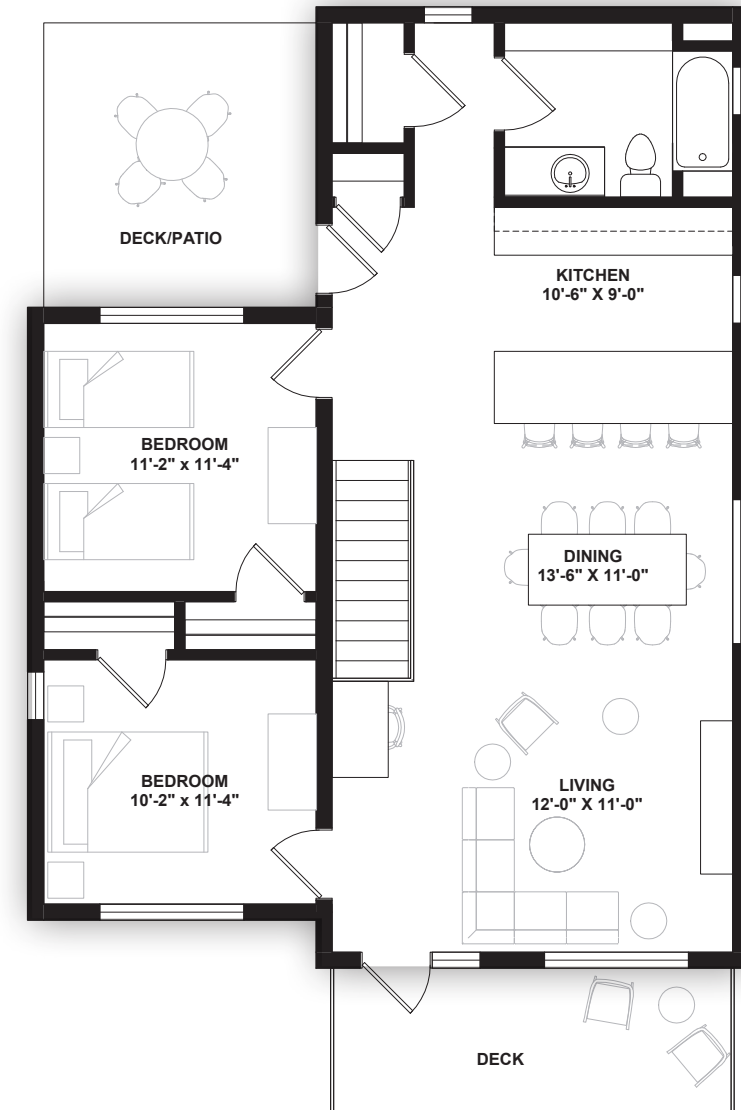 DECK/PATIO
KITCHEN
10'-6" X 9'-0"
BEDROOM
11'-2" x 11'-4"
DINING
13'-6" X 11'-0"
BEDROOM
10'-2" x 11'-4"
LIVING
12'-0" X 11'-0"
DECK